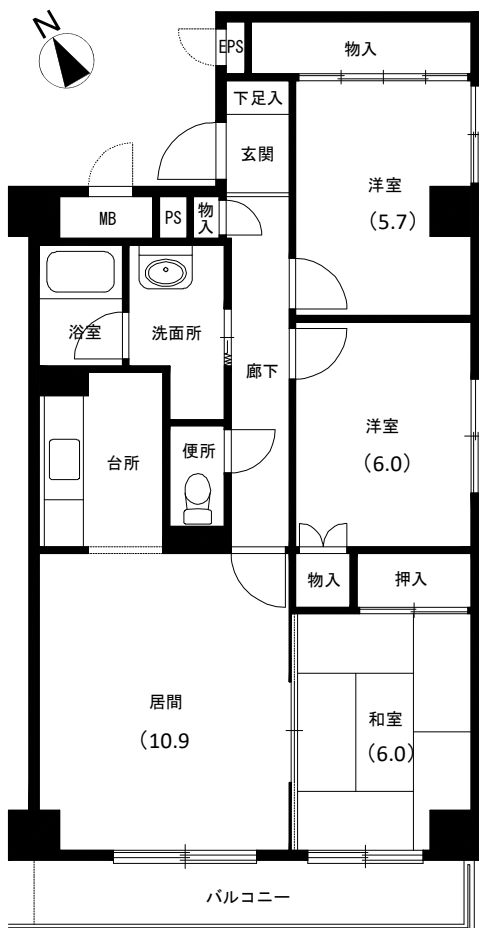 N
EPS
物入
下足入
玄関
洋室
（5.7）
MB
PS
物入
浴室
洗面所
廊下
洋室
（6.0）
台所
便所
物入
押入
居間
（10.9
和室
（6.0）
バルコニー